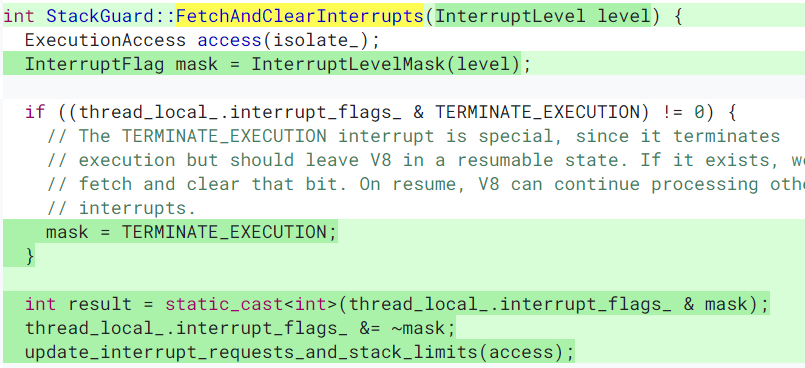 int StackGuard::FetchAndClearInterrupts(InterruptLevel level) {
ExecutionAccess access(isolate_);
InterruptFlag mask = InterruptLevelMask(level);
if ((thread_local_.interrupt_flags_ & TERMINATE_EXECUTION) != 0) {
// The TERMINATE_EXECUTION interrupt is special, since it terminates
// execution but should leave V8 in a resumable state. If it exists, w
// fetch and clear that bit. On resume, V8 can continue processing oth
// interrupts.
mask = TERMINATE_EXECUTION;
}
int result = static_cast<int>(thread_local_.interrupt_flags_ & mask);
thread_local_.interrupt_flags_ &= ~mask;
update_interrupt_requests_and_stack_limits(access);